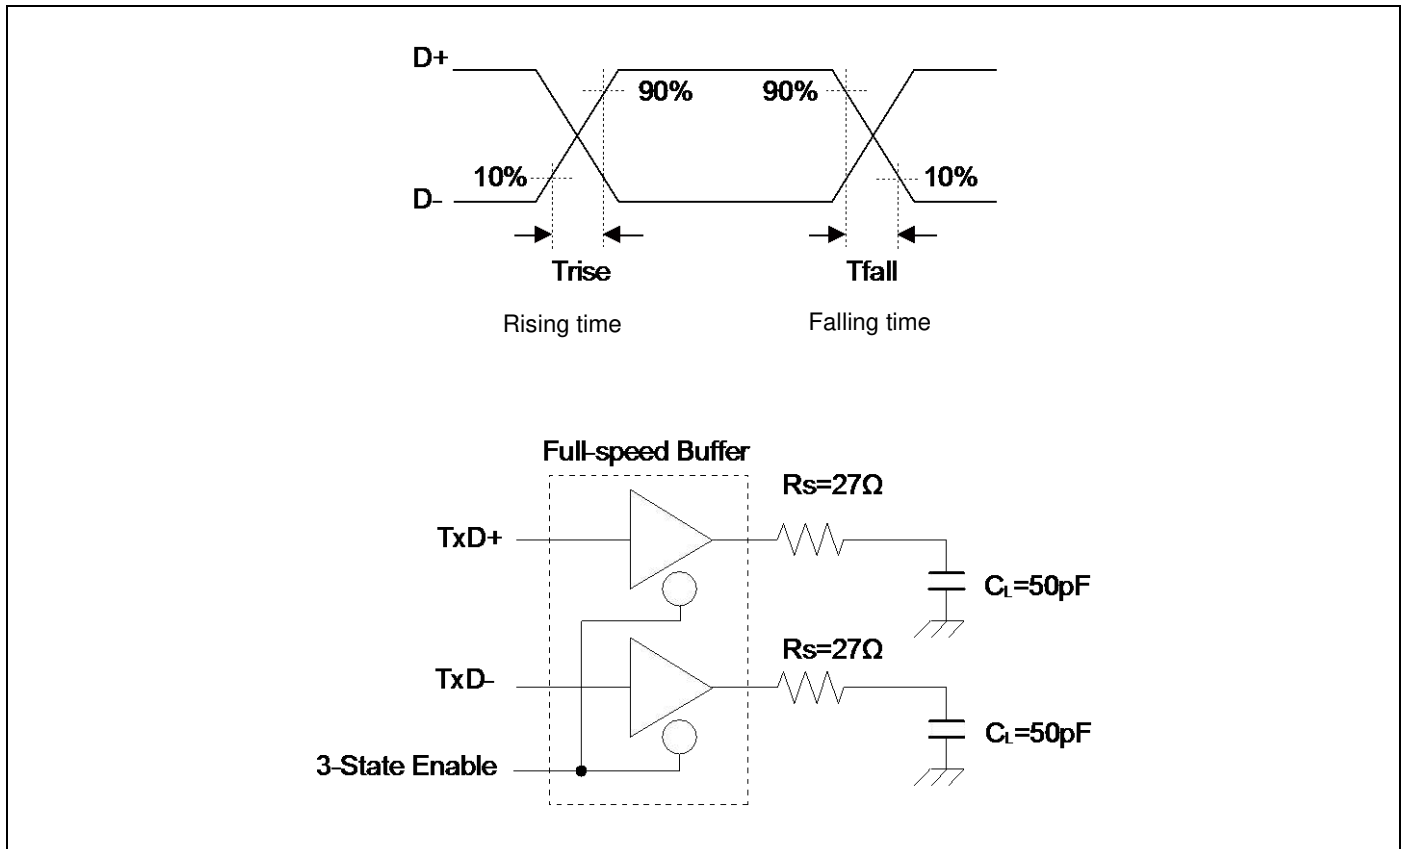 D+
90%
90%
10%
10%
D-
Trise
Tfall
Rising time
Falling time
Full-speed Buffer
Rs=27Ω
TxD+
CL=50pF
Rs=27Ω
TxD-
CL=50pF
3-State Enable